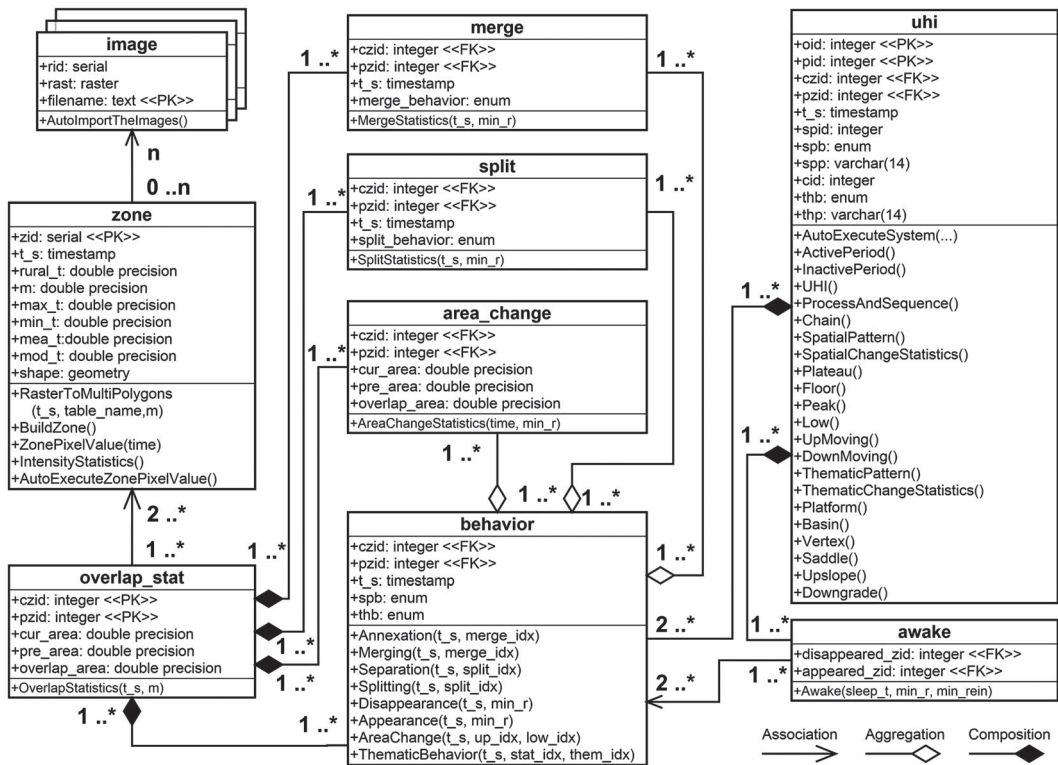 image
+rid: serial
+rast: raster
+filename: text <<PK>>
+AutoImportTheImages()
n
0 ..n
zone
+zid: serial <<PK>>
+t_s: timestamp
+rural_t: double precision
+m: double precision
+max_t: double precision
+min_t: double precision
+mea_t:double precision
+mod_t: double precision
+shape: geometry
+RasterToMultiPolygons
(t_s, table_name,m)
+BuildZone()
+ZonePixelValue(time)
+IntensityStatistics()
+AutoExecuteZonePixelValue()
2 ..*
1 ..*
overlap_stat
+czid: integer <<PK>>
+pzid: integer <<PK>>
+cur_area: double precision
+pre_area: double precision
+overlap_area: double precision
+OverlapStatistics(t_s, m)
1 ..*
1 ..*
1 ..*
1 ..*
1 ..*
merge
+czid: integer <<FK>>
+pzid: integer <<FK>>
+t_s: timestamp
+merge_behavior: enum
+MergeStatistics(t_s, min_r)
1 ..*
1 ..*
split
+czid: integer <<FK>>
+pzid: integer <<FK>>
+t_s: timestamp
+split_behavior: enum
+SplitStatistics(t_s, min_r)
1 ..*
1 ..*
area_change
+czid: integer <<FK>>
+pzid: integer <<FK>>
+cur_area: double precision
+pre_area: double precision
+overlap_area: double precision
+AreaChangeStatistics(time, min_r)
1 ..*
1 ..*
1 ..*
1 ..*
behavior
+czid: integer <<FK>>
+pzid: integer <<FK>>
+t_s: timestamp
+spb: enum
+thb: enum
+Annexation(t_s, merge_idx)
+Merging(t_s, merge_idx)
+Separation(t_s, split_idx)
+Splitting(t_s, split_idx)
+Disappearance(t_s, min_r)
+Appearance(t_s, min_r)
+AreaChange(t_s, up_idx, low_idx)
+ThematicBehavior(t_s, stat_idx, them_idx)
1 ..*
2 ..*
2 ..*
uhi
+oid: integer <<PK>>
+pid: integer <<PK>>
+czid: integer <<FK>>
+pzid: integer <<FK>>
+t_s: timestamp
+spid: integer
+spb: enum
+spp: varchar(14)
+cid: integer
+thb: enum
+thp: varchar(14)
+AutoExecuteSystem(...)
+ActivePeriod()
+InactivePeriod()
+UHI()
+ProcessAndSequence()
+Chain()
+SpatialPattern()
+SpatialChangeStatistics()
+Plateau()
+Floor()
+Peak()
+Low()
+UpMoving()
+DownMoving()
+ThematicPattern()
+ThematicChangeStatistics()
+Platform()
+Basin()
+Vertex()
+Saddle()
+Upslope()
+Downgrade()
1 ..*
1 ..*
1 ..*
1 ..*
awake
+disappeared_zid: integer <<FK>>
+appeared_zid: integer <<FK>>
+Awake(sleep_t, min_r, min_rein)
Association
Aggregation
Composition